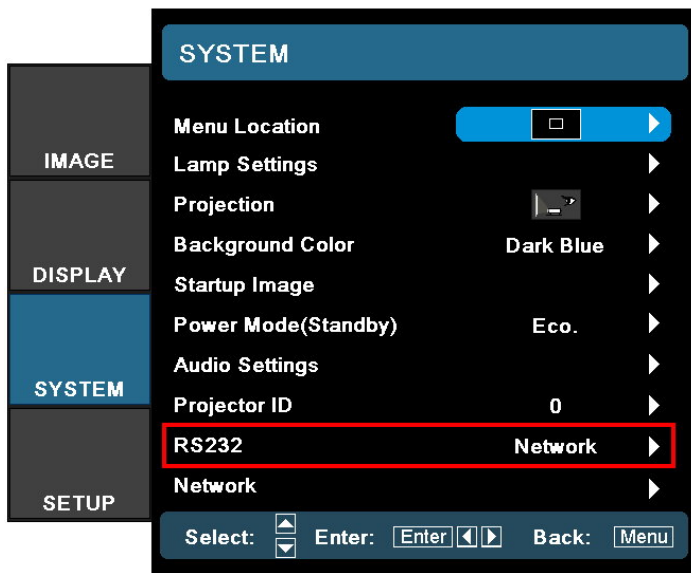 SYSTEM
IMAGE
DISPLAY
SYSTEM
SETUP
Menu Location
Lamp Settings
Projection
Background Color Dark Blue
Startup Image
Power Mode(Standby) Eco.
Audio Settings
Projector ID 0
RS232 Network
Network
Select: Enter: Enter Back: Menu